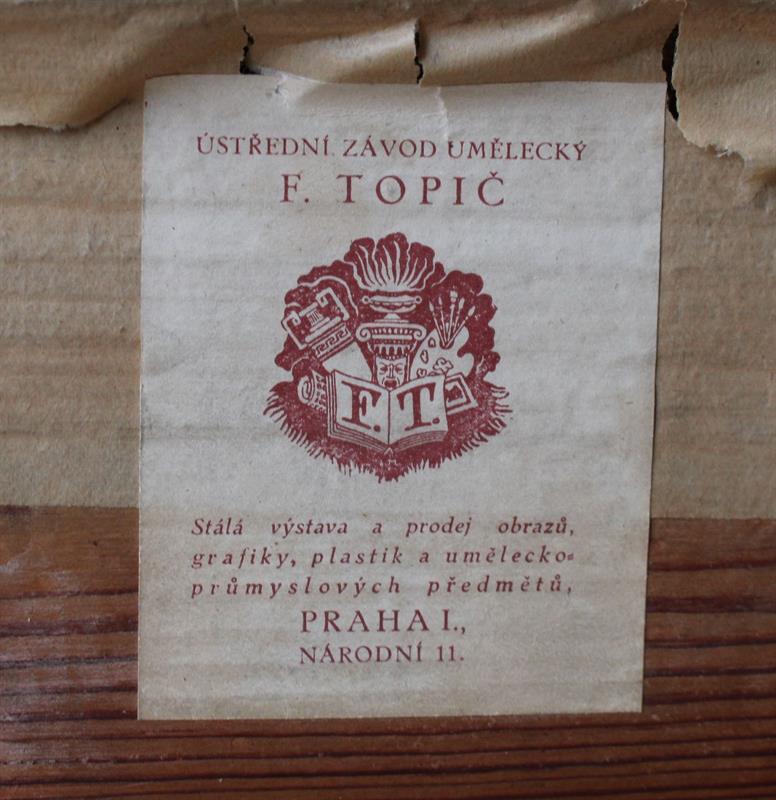 ÚSTŘEDNÍ ZÁVOD UMĚLECKÝ
F. TOPIČ
F. T.
Stálá výstava a prodej obrazů,
grafiky, plastik a umělecko-
průmyslových předmětů,
PRAHA I.,
NÁRODNÍ 11.